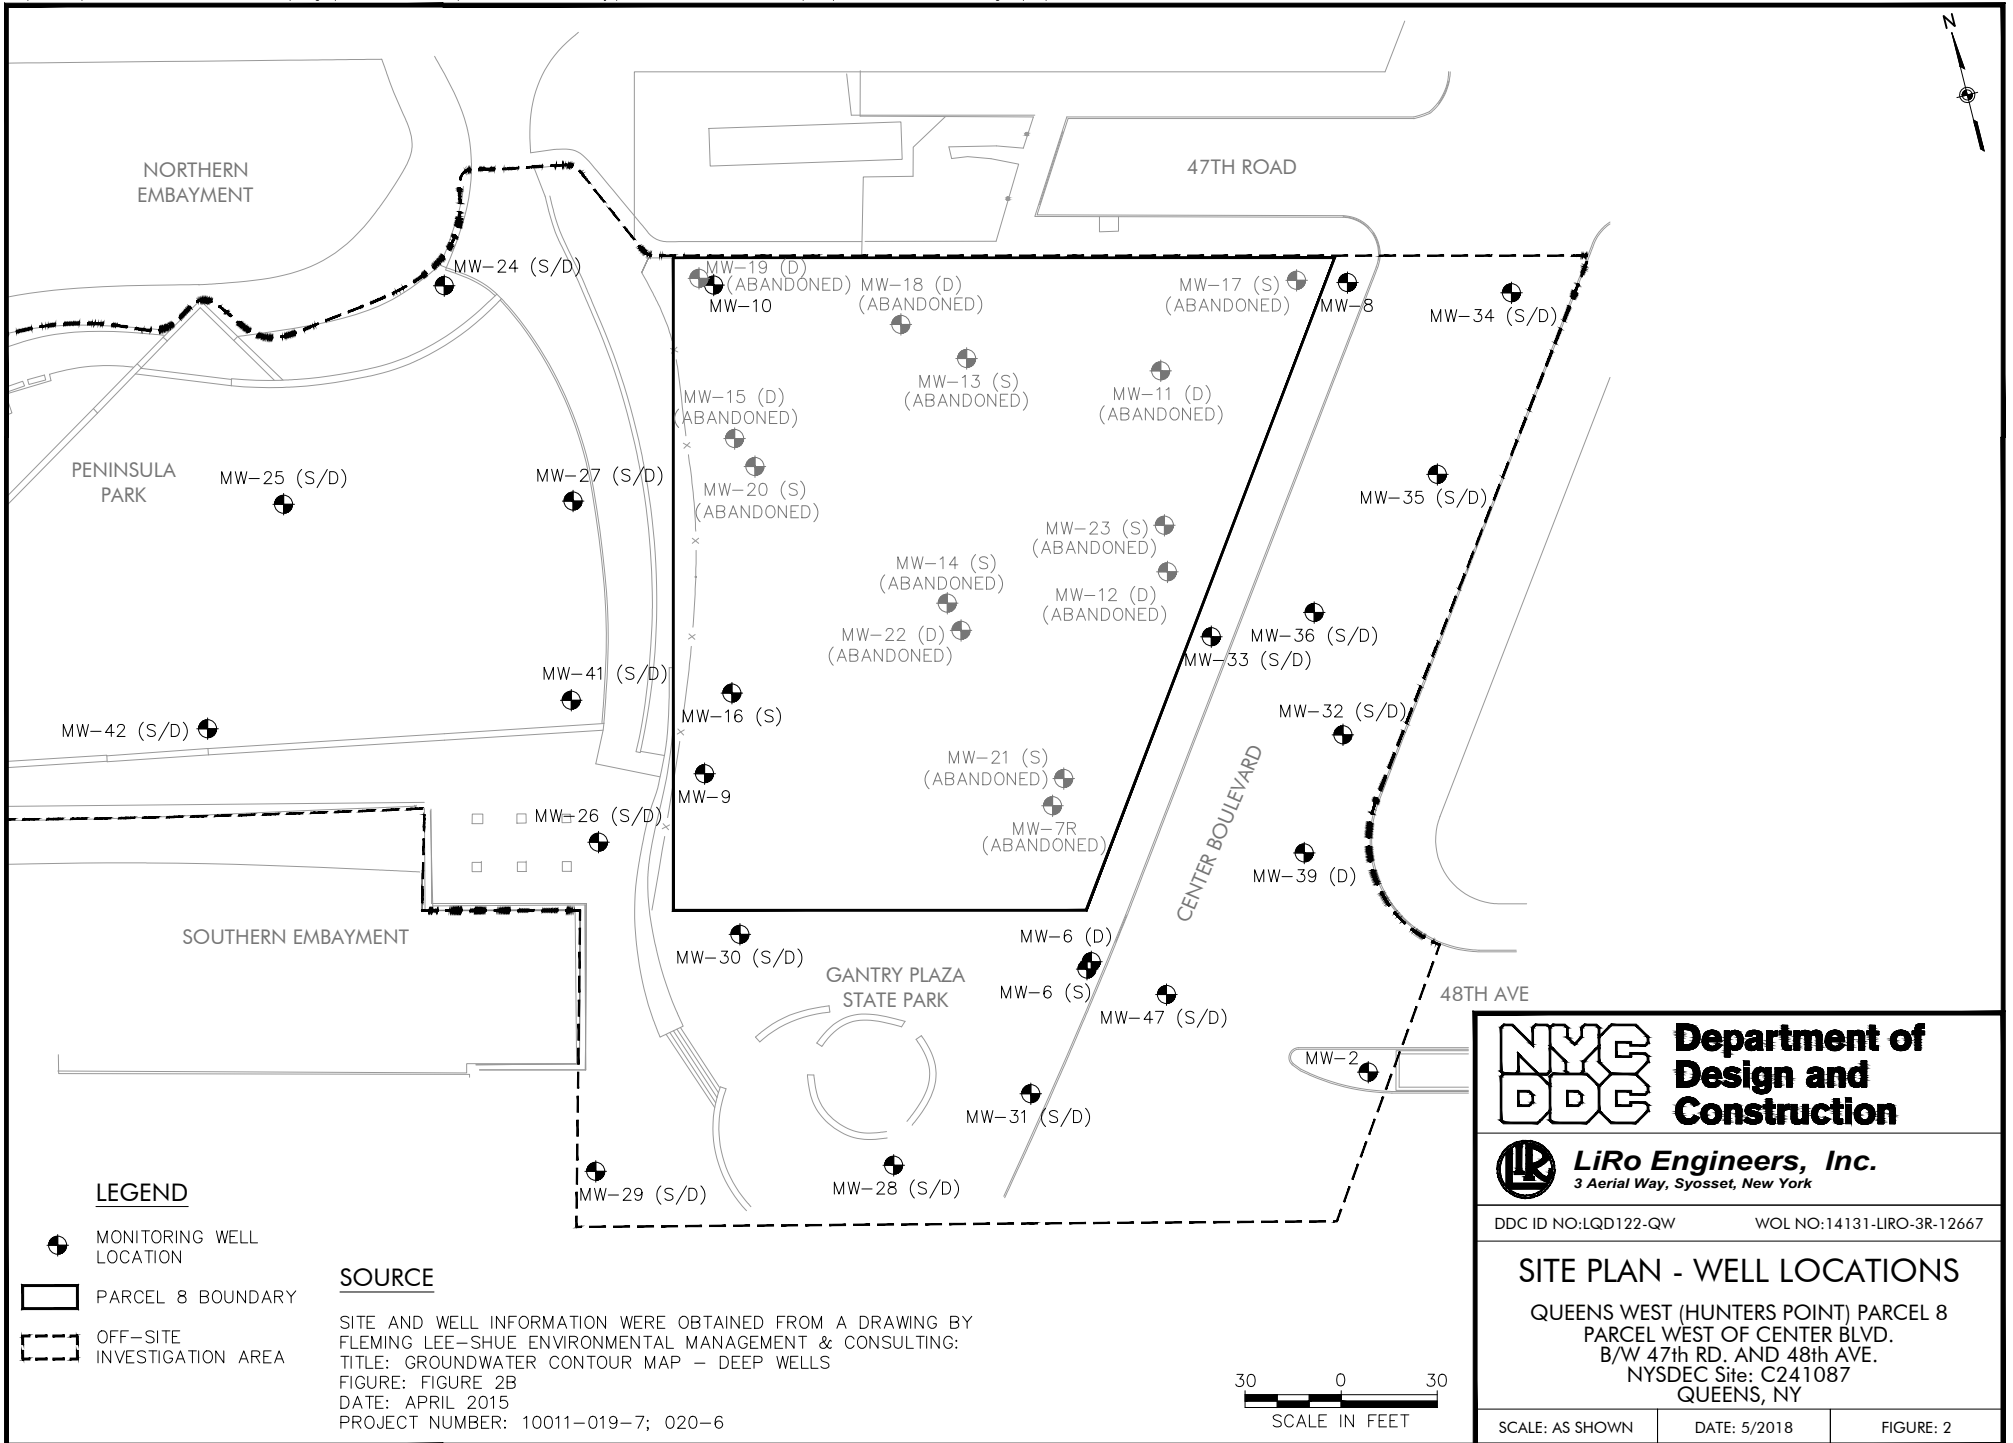 N
NORTHERN
EMBAYMENT
47TH ROAD
MW-24 (S/D)
MW-19 (D)
(ABANDONED)
MW-10
MW-18 (D)
(ABANDONED)
MW-17 (S)
(ABANDONED)
MW-8
MW-34 (S/D)
MW-13 (S)
(ABANDONED)
MW-11 (D)
(ABANDONED)
MW-15 (D)
(ABANDONED)
PENINSULA
PARK
MW-25 (S/D)
MW-27 (S/D)
MW-20 (S)
(ABANDONED)
MW-35 (S/D)
MW-23 (S)
(ABANDONED)
MW-14 (S)
(ABANDONED)
MW-12 (D)
(ABANDONED)
MW-22 (D)
(ABANDONED)
MW-36 (S/D)
MW-33 (S/D)
MW-41 (S/D)
MW-16 (S)
MW-42 (S/D)
MW-32 (S/D)
MW-21 (S)
(ABANDONED)
MW-9
MW-26 (S/D)
MW-7R
(ABANDONED)
CENTER BOULEVARD
MW-39 (D)
SOUTHERN EMBAYMENT
MW-30 (S/D)
MW-6 (D)
GANTRY PLAZA
STATE PARK
MW-6 (S)
MW-47 (S/D)
48TH AVE
MW-2
MW-31 (S/D)
MW-29 (S/D)
MW-28 (S/D)
LEGEND
MONITORING WELL
LOCATION
PARCEL 8 BOUNDARY
OFF-SITE
INVESTIGATION AREA
SOURCE
SITE AND WELL INFORMATION WERE OBTAINED FROM A DRAWING BY
FLEMING LEE-SHUE ENVIRONMENTAL MANAGEMENT & CONSULTING:
TITLE: GROUNDWATER CONTOUR MAP - DEEP WELLS
FIGURE: FIGURE 2B
DATE: APRIL 2015
PROJECT NUMBER: 10011-019-7; 020-6
30 0 30
SCALE IN FEET
NYC
DDC
Department of
Design and
Construction
LiRo
LiRo Engineers, Inc.
3 Aerial Way, Syosset, New York
DDC ID NO:LQD122-QW WOL NO:14131-LIRO-3R-12667
SITE PLAN - WELL LOCATIONS
QUEENS WEST (HUNTERS POINT) PARCEL 8
PARCEL WEST OF CENTER BLVD.
B/W 47th RD. AND 48th AVE.
NYSDEC Site: C241087
QUEENS, NY
SCALE: AS SHOWN DATE: 5/2018 FIGURE: 2